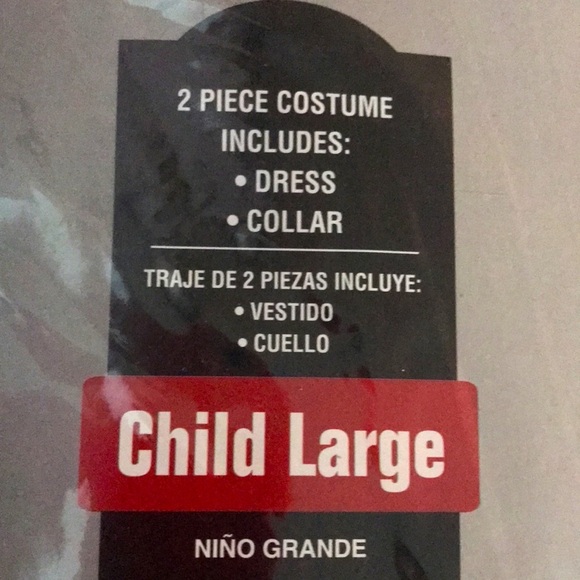 2 PIECE COSTUME
INCLUDES:
• DRESS
• COLLAR
TRAJE DE 2 PIEZAS INCLUYE:
• VESTIDO
• CUELLO
Child Large
NIÑO GRANDE